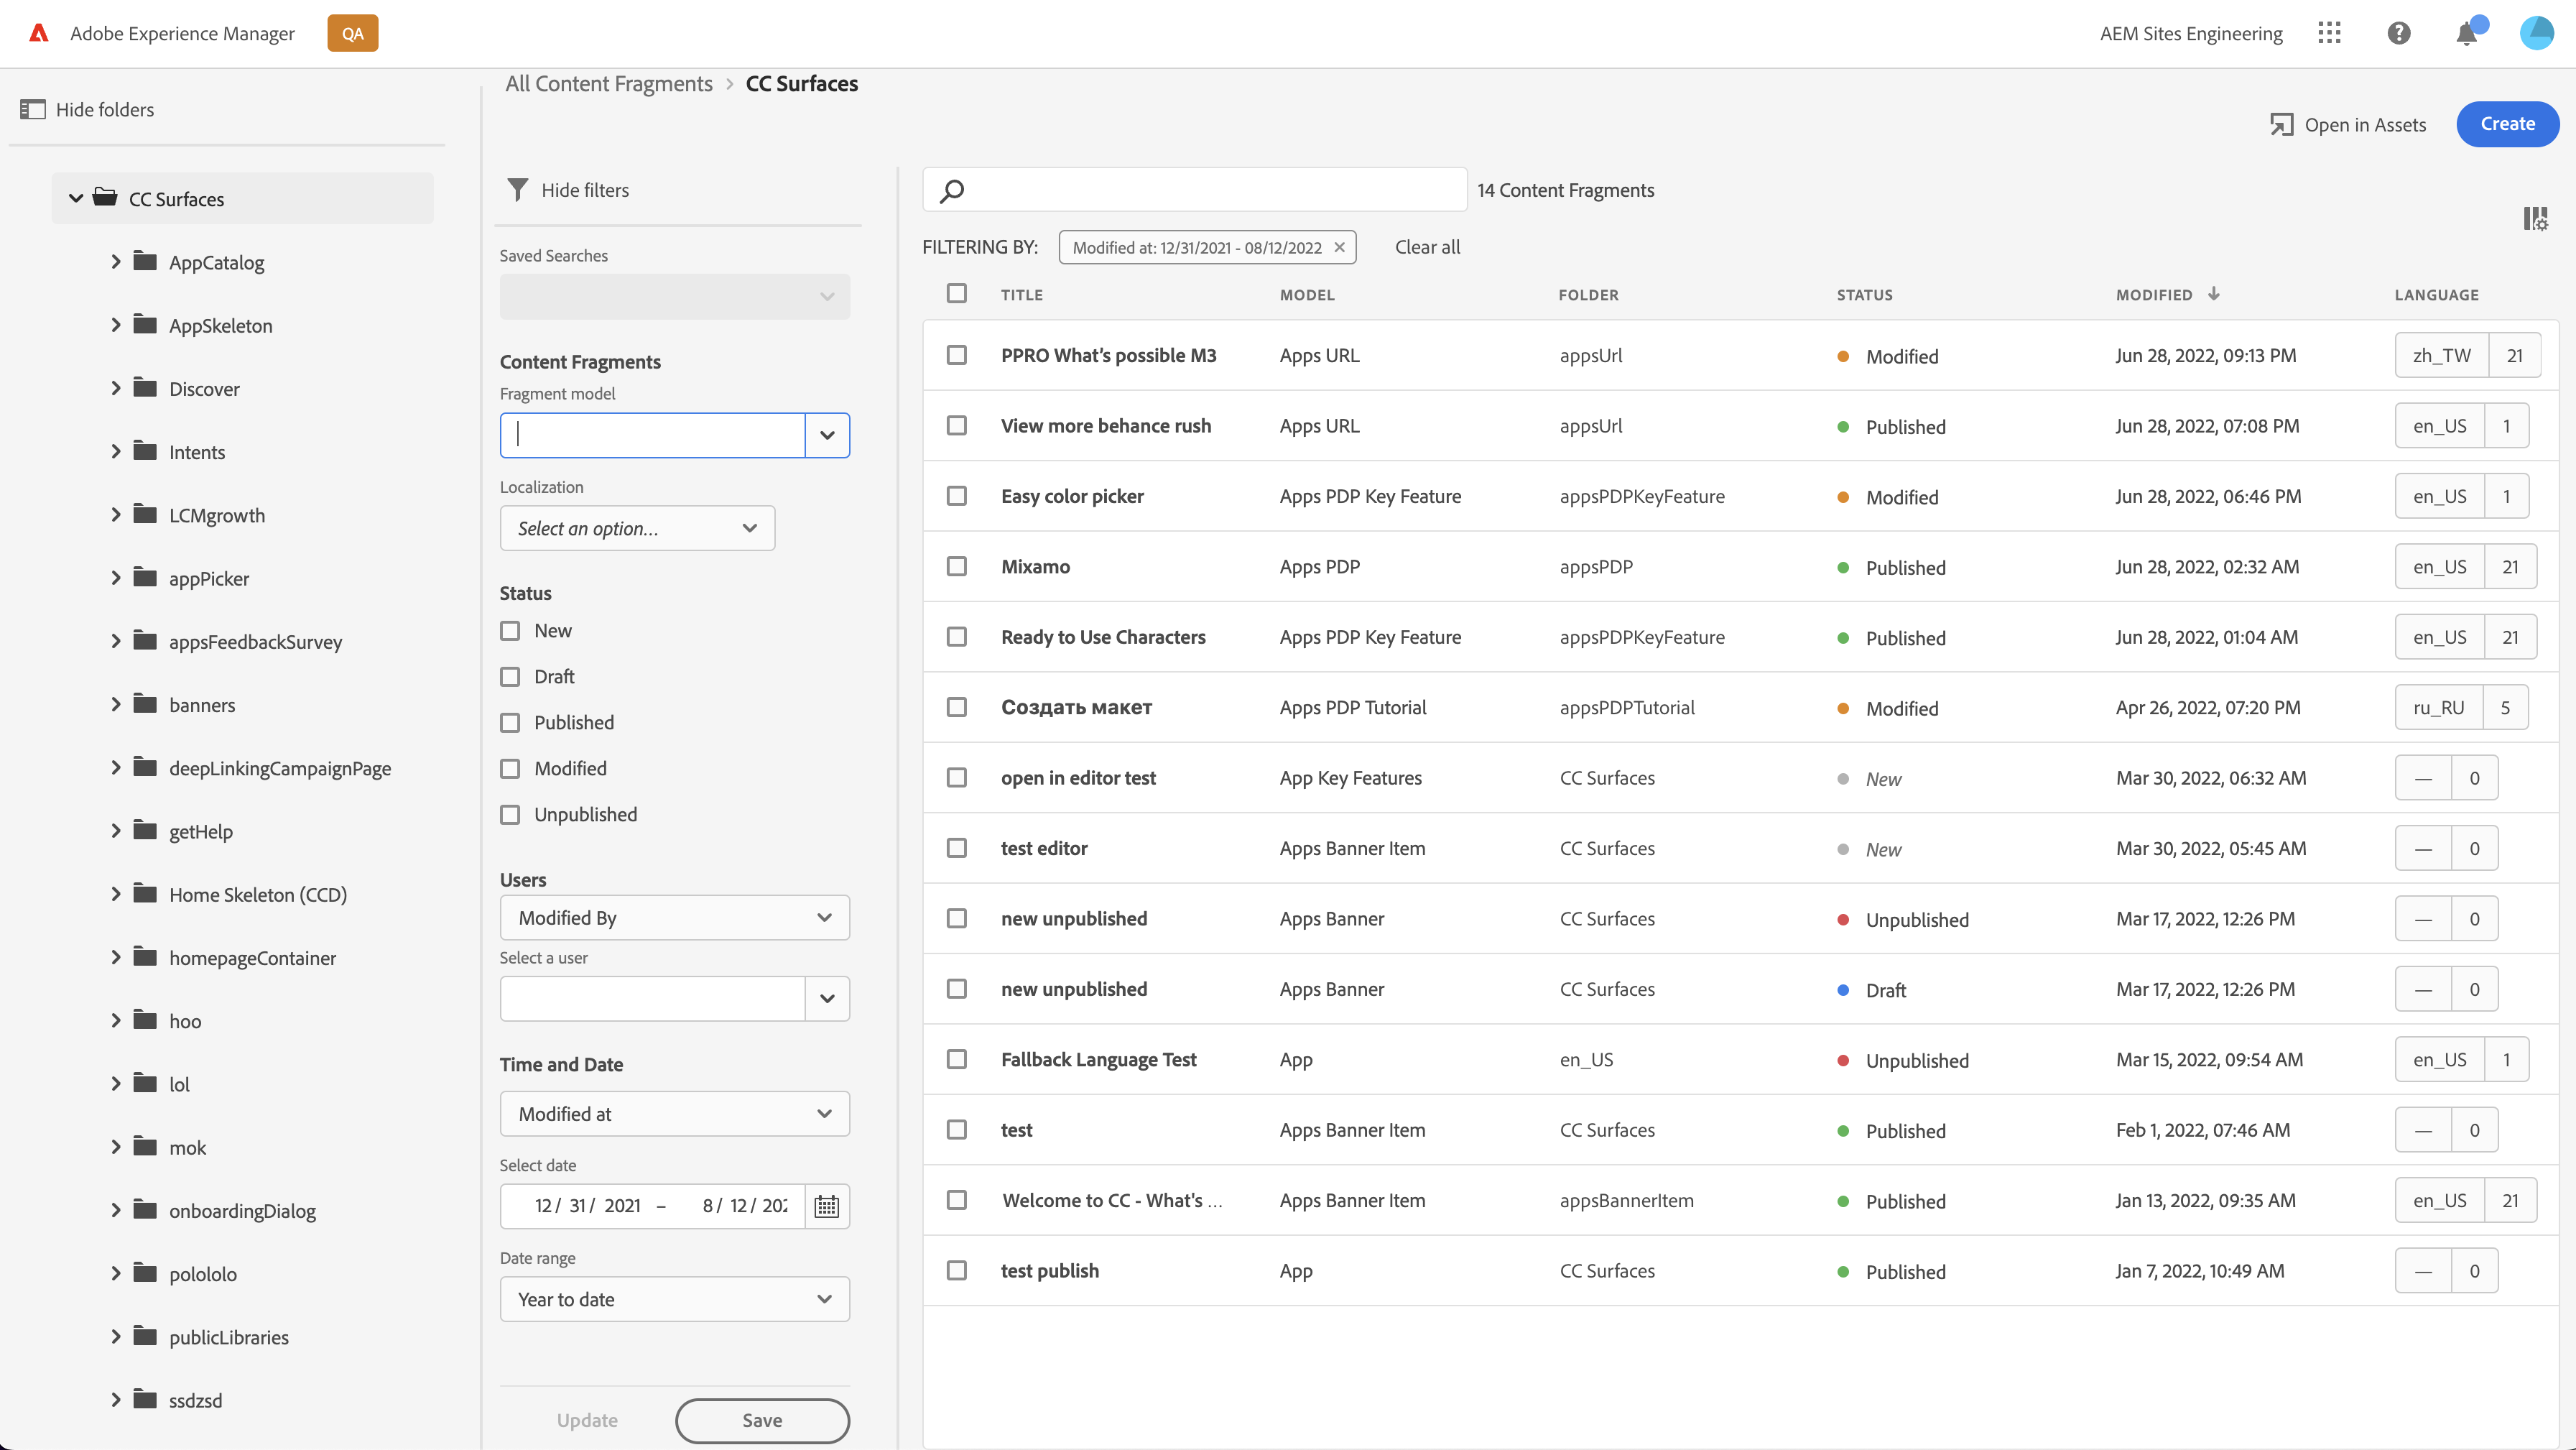 Adobe Experience Manager
QA
AEM Sites Engineering
Hide folders
CC Surfaces
AppCatalog
AppSkeleton
Discover
Intents
LCMgrowth
appPicker
appsFeedbackSurvey
banners
deepLinkingCampaignPage
getHelp
Home Skeleton (CCD)
homepageContainer
hoo
lol
mok
onboardingDialog
polololo
publicLibraries
ssdzsd
All Content Fragments > CC Surfaces
Open in Assets
Create
Hide filters
Saved Searches
Content Fragments
Fragment model
Localization
Select an option...
Status
New
Draft
Published
Modified
Unpublished
Users
Modified By
Select a user
Time and Date
Modified at
Select date
12/ 31/ 2021 – 8/ 12/ 202
Date range
Year to date
Update
Save
14 Content Fragments
FILTERING BY: Modified at: 12/31/2021 - 08/12/2022 × Clear all
TITLE MODEL FOLDER STATUS MODIFIED LANGUAGE
PPRO What's possible M3 Apps URL appsUrl Modified Jun 28, 2022, 09:13 PM zh_TW 21
View more behance rush Apps URL appsUrl Published Jun 28, 2022, 07:08 PM en_US 1
Easy color picker Apps PDP Key Feature appsPDPKeyFeature Modified Jun 28, 2022, 06:46 PM en_US 1
Mixamo Apps PDP appsPDP Published Jun 28, 2022, 02:32 AM en_US 21
Ready to Use Characters Apps PDP Key Feature appsPDPKeyFeature Published Jun 28, 2022, 01:04 AM en_US 21
Создать макет Apps PDP Tutorial appsPDPTutorial Modified Apr 26, 2022, 07:20 PM ru_RU 5
open in editor test App Key Features CC Surfaces New Mar 30, 2022, 06:32 AM — 0
test editor Apps Banner Item CC Surfaces New Mar 30, 2022, 05:45 AM — 0
new unpublished Apps Banner CC Surfaces Unpublished Mar 17, 2022, 12:26 PM — 0
new unpublished Apps Banner CC Surfaces Draft Mar 17, 2022, 12:26 PM — 0
Fallback Language Test App en_US Unpublished Mar 15, 2022, 09:54 AM en_US 1
test Apps Banner Item CC Surfaces Published Feb 1, 2022, 07:46 AM — 0
Welcome to CC - What's ... Apps Banner Item appsBannerItem Published Jan 13, 2022, 09:35 AM en_US 21
test publish App CC Surfaces Published Jan 7, 2022, 10:49 AM — 0